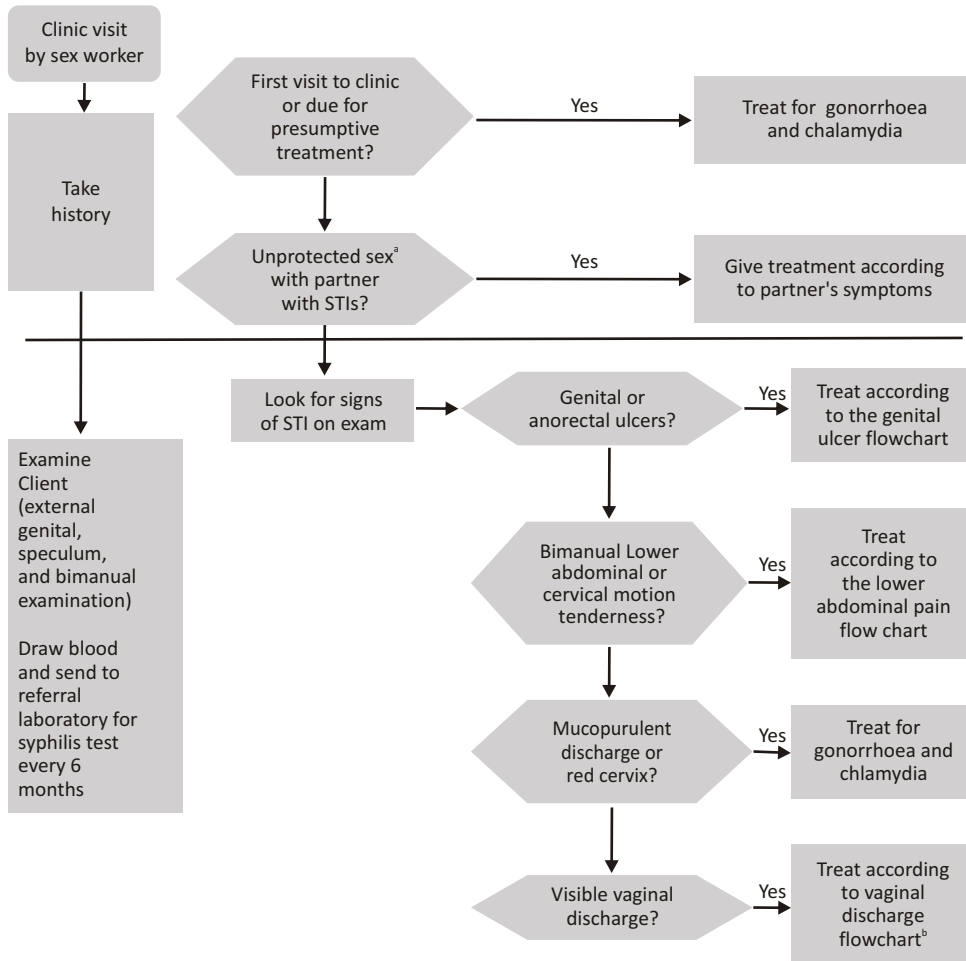 Clinic visit
by sex worker
Take
history
First visit to clinic
or due for
presumptive
treatment?
Yes
Treat for gonorrhoea
and chalamydia
Unprotected sexᵃ
with partner
with STIs?
Yes
Give treatment according
to partner's symptoms
Examine
Client
(external
genital,
speculum,
and bimanual
examination)
Draw blood
and send to
referral
laboratory for
syphilis test
every 6
months
Look for signs
of STI on exam
Genital or
anorectal ulcers?
Yes
Treat according
to the genital
ulcer flowchart
Bimanual Lower
abdominal or
cervical motion
tenderness?
Yes
Treat
according to
the lower
abdominal pain
flow chart
Mucopurulent
discharge or
red cervix?
Yes
Treat for
gonorrhoea and
chlamydia
Visible vaginal
discharge?
Yes
Treat according
to vaginal
discharge
flowchartᵇ